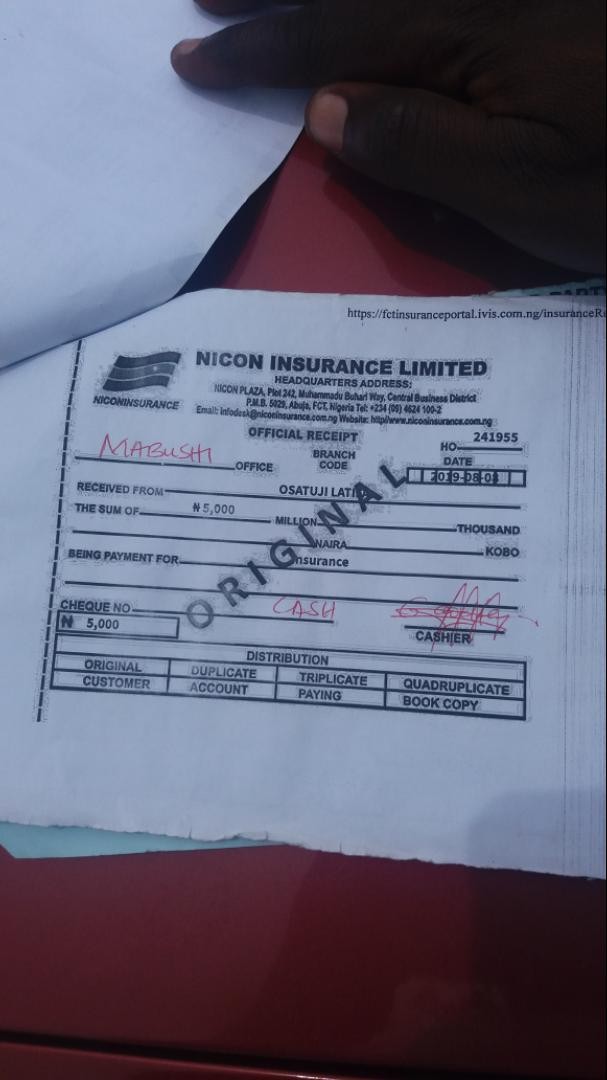 https://fctinsuranceportal.ivis.com.ng/insuranceRe
NICON INSURANCE LIMITED
HEADQUARTERS ADDRESS:
NICON PLAZA, Plot 242, Muhammadu Buhari Way, Central Business District
P.M.B. 5029, Abuja, FCT, Nigeria Tel: +234 (09) 4624 100-2
Email: infodesk@niconinsurance.com.ng Website: http//www.niconinsurance.com.ng
NICONINSURANCE
OFFICIAL RECEIPT
HO 241955
MABUSHI OFFICE
BRANCH CODE
DATE
2019-08-08
RECEIVED FROM OSATUJI
THE SUM OF ₦ 5,000 MILLION THOUSAND
NAIRA KOBO
BEING PAYMENT FOR Insurance
ORIGINAL
CHEQUE NO CASH
₦ 5,000
CASHIER
DISTRIBUTION
ORIGINAL DUPLICATE TRIPLICATE QUADRUPLICATE
CUSTOMER ACCOUNT PAYING BOOK COPY